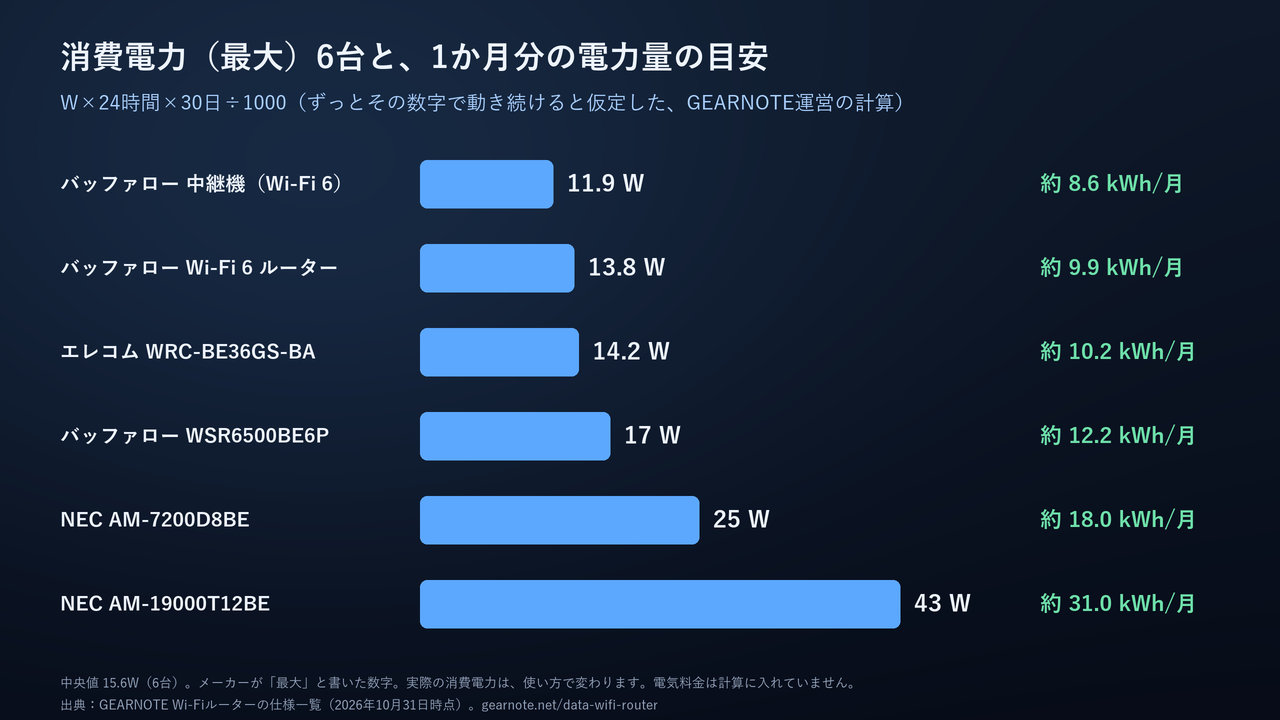 消費電力（最大）6台と、1か月分の電力量の目安
W×24時間×30日÷1000（ずっとその数字で動き続けると仮定した、GEARNOTE運営の計算）
バッファロー 中継機（Wi-Fi 6） 11.9 W 約 8.6 kWh/月
バッファロー Wi-Fi 6 ルーター 13.8 W 約 9.9 kWh/月
エレコム WRC-BE36GS-BA 14.2 W 約 10.2 kWh/月
バッファロー WSR6500BE6P 17 W 約 12.2 kWh/月
NEC AM-7200D8BE 25 W 約 18.0 kWh/月
NEC AM-19000T12BE 43 W 約 31.0 kWh/月
中央値 15.6W（6台）。メーカーが「最大」と書いた数字。実際の消費電力は、使い方で変わります。電気料金は計算に入れていません。
出典：GEARNOTE Wi-Fiルーターの仕様一覧（2026年10月31日時点）。gearnote.net/data-wifi-router